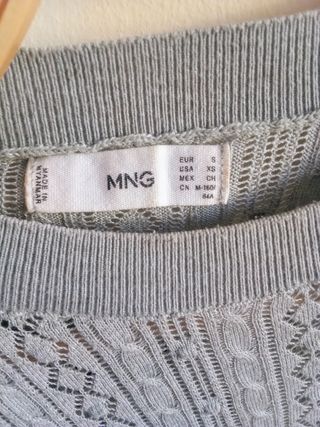 MADE IN
MYANMAR
MNG
EUR S
USA XS
MEX CH
CN M-160/
84A